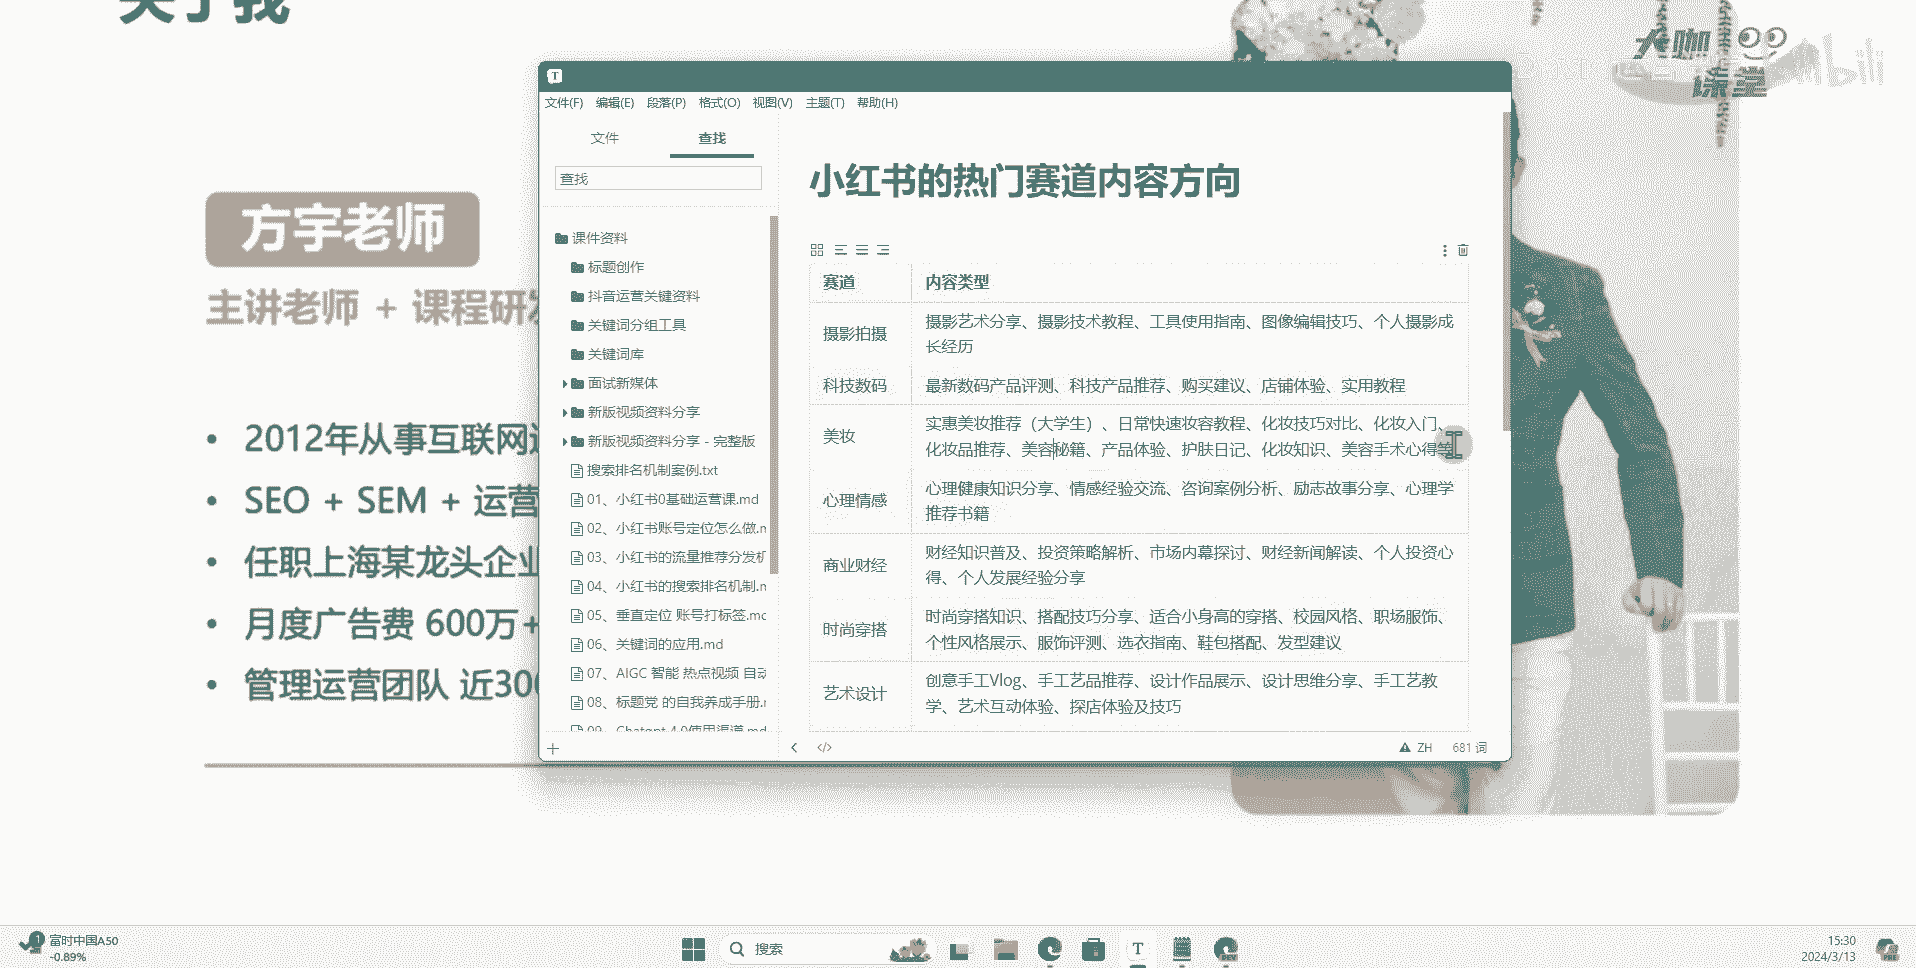 关于我
大咖
课堂
bili
方宇老师
主讲老师 + 课程研发
• 2012年从事互联网
• SEO + SEM + 运营
• 任职上海某龙头企业
• 月度广告费 600万+
• 管理运营团队 近300
T
文件(F) 编辑(E) 段落(P) 格式(O) 视图(V) 主题(T) 帮助(H)
文件 查找
查找
课件资料
标题创作
抖音运营关键资料
关键词分组工具
关键词库
面试新媒体
新版视频资料分享
新版视频资料分享 - 完整版
搜索排名机制案例.txt
01、小红书0基础运营课.md
02、小红书账号定位怎么做.m
03、小红书的流量推荐分发机
04、小红书的搜索排名机制.m
05、垂直定位 账号打标签.mc
06、关键词的应用.md
07、AIGC 智能 热点视频 自动
08、标题党 的自我养成手册.r
09、Chatgpt 4.0使用渠道.md
小红书的热门赛道内容方向
赛道 内容类型
摄影拍摄 摄影艺术分享、摄影技术教程、工具使用指南、图像编辑技巧、个人摄影成
长经历
科技数码 最新数码产品评测、科技产品推荐、购买建议、店铺体验、实用教程
美妆 实惠美妆推荐（大学生）、日常快速妆容教程、化妆技巧对比、化妆入门、
化妆品推荐、美容秘籍、产品体验、护肤日记、化妆知识、美容手术心得等
心理情感 心理健康知识分享、情感经验交流、咨询案例分析、励志故事分享、心理学
推荐书籍
商业财经 财经知识普及、投资策略解析、市场内幕探讨、财经新闻解读、个人投资心
得、个人发展经验分享
时尚穿搭 时尚穿搭知识、搭配技巧分享、适合小身高的穿搭、校园风格、职场服饰、
个性风格展示、服饰评测、选衣指南、鞋包搭配、发型建议
艺术设计 创意手工Vlog、手工艺品推荐、设计作品展示、设计思维分享、手工艺教
学、艺术互动体验、探店体验及技巧
ZH 681 词
1
富时中国A50
-0.89%
搜索
T
DEV
15:30
2024/3/13
PRE